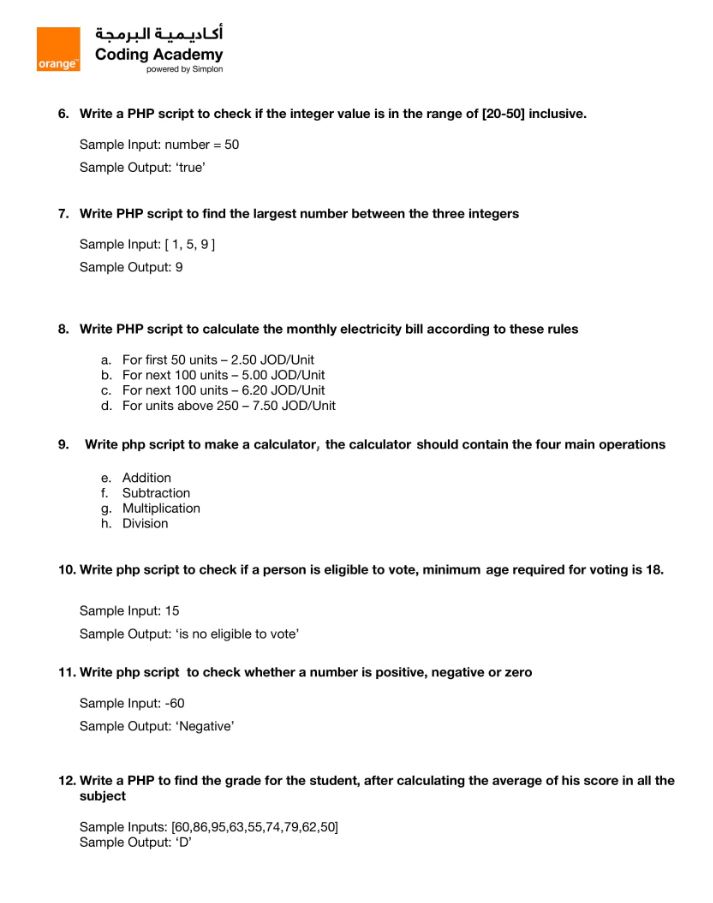 أكاديمية البرمجة
Coding Academy
powered by Simplon
orange™
6. Write a PHP script to check if the integer value is in the range of [20-50] inclusive.
Sample Input: number = 50
Sample Output: ‘true’
7. Write PHP script to find the largest number between the three integers
Sample Input: [ 1, 5, 9 ]
Sample Output: 9
8. Write PHP script to calculate the monthly electricity bill according to these rules
a. For first 50 units – 2.50 JOD/Unit
b. For next 100 units – 5.00 JOD/Unit
c. For next 100 units – 6.20 JOD/Unit
d. For units above 250 – 7.50 JOD/Unit
9. Write php script to make a calculator, the calculator should contain the four main operations
e. Addition
f. Subtraction
g. Multiplication
h. Division
10. Write php script to check if a person is eligible to vote, minimum age required for voting is 18.
Sample Input: 15
Sample Output: ‘is no eligible to vote’
11. Write php script to check whether a number is positive, negative or zero
Sample Input: -60
Sample Output: ‘Negative’
12. Write a PHP to find the grade for the student, after calculating the average of his score in all the
subject
Sample Inputs: [60,86,95,63,55,74,79,62,50]
Sample Output: ‘D’